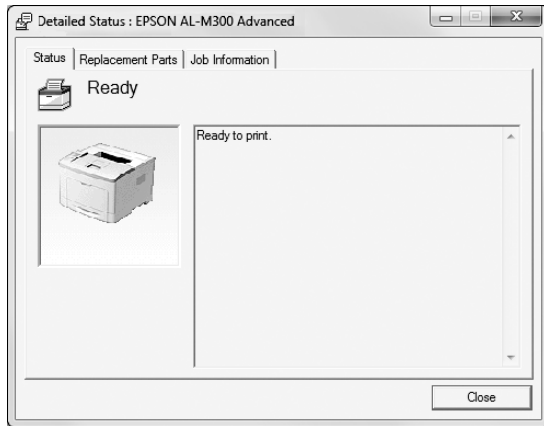 Detailed Status : EPSON AL-M300 Advanced
Status Replacement Parts Job Information
Ready
Ready to print.
Close